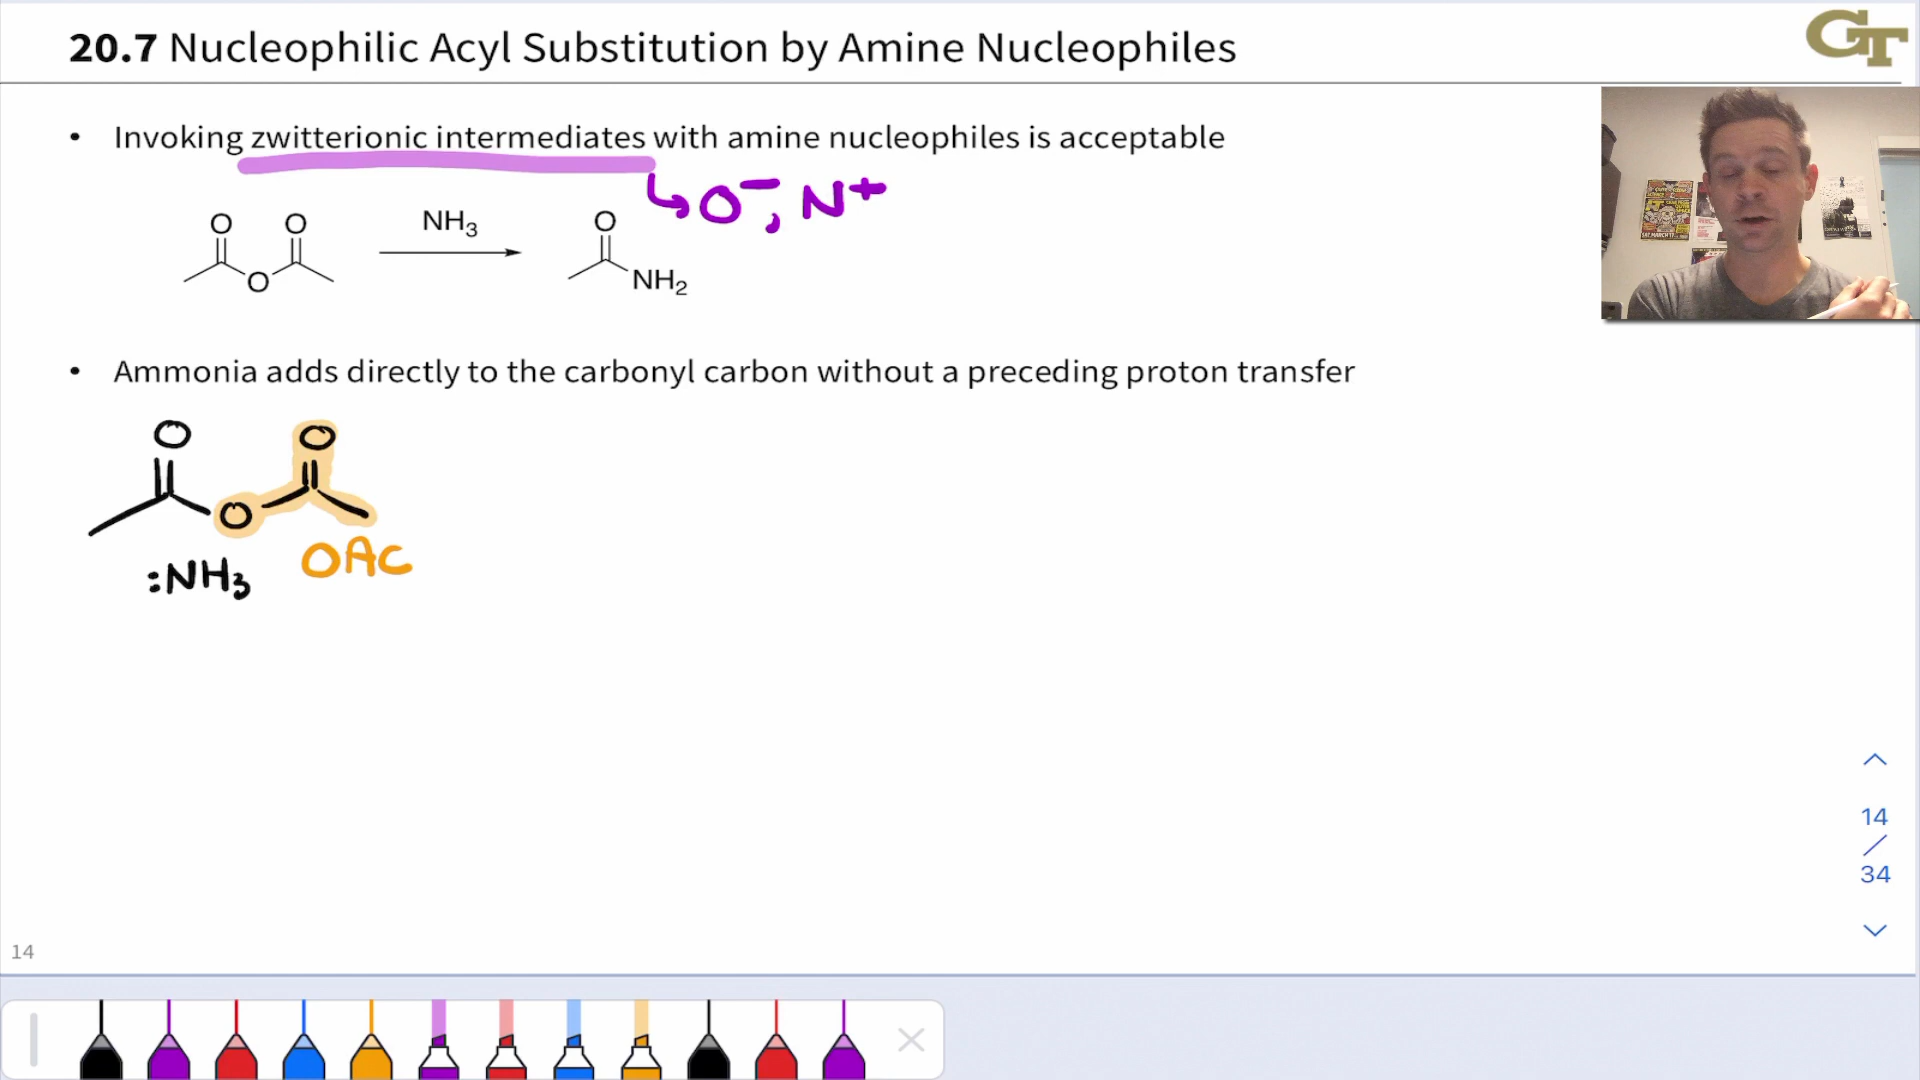 20.7 Nucleophilic Acyl Substitution by Amine Nucleophiles
GT
• Invoking zwitterionic intermediates with amine nucleophiles is acceptable
O⁻, N⁺
O O O
NH₃
O NH₂
• Ammonia adds directly to the carbonyl carbon without a preceding proton transfer
O O
O
:NH₃ OAC
14
/
34
14